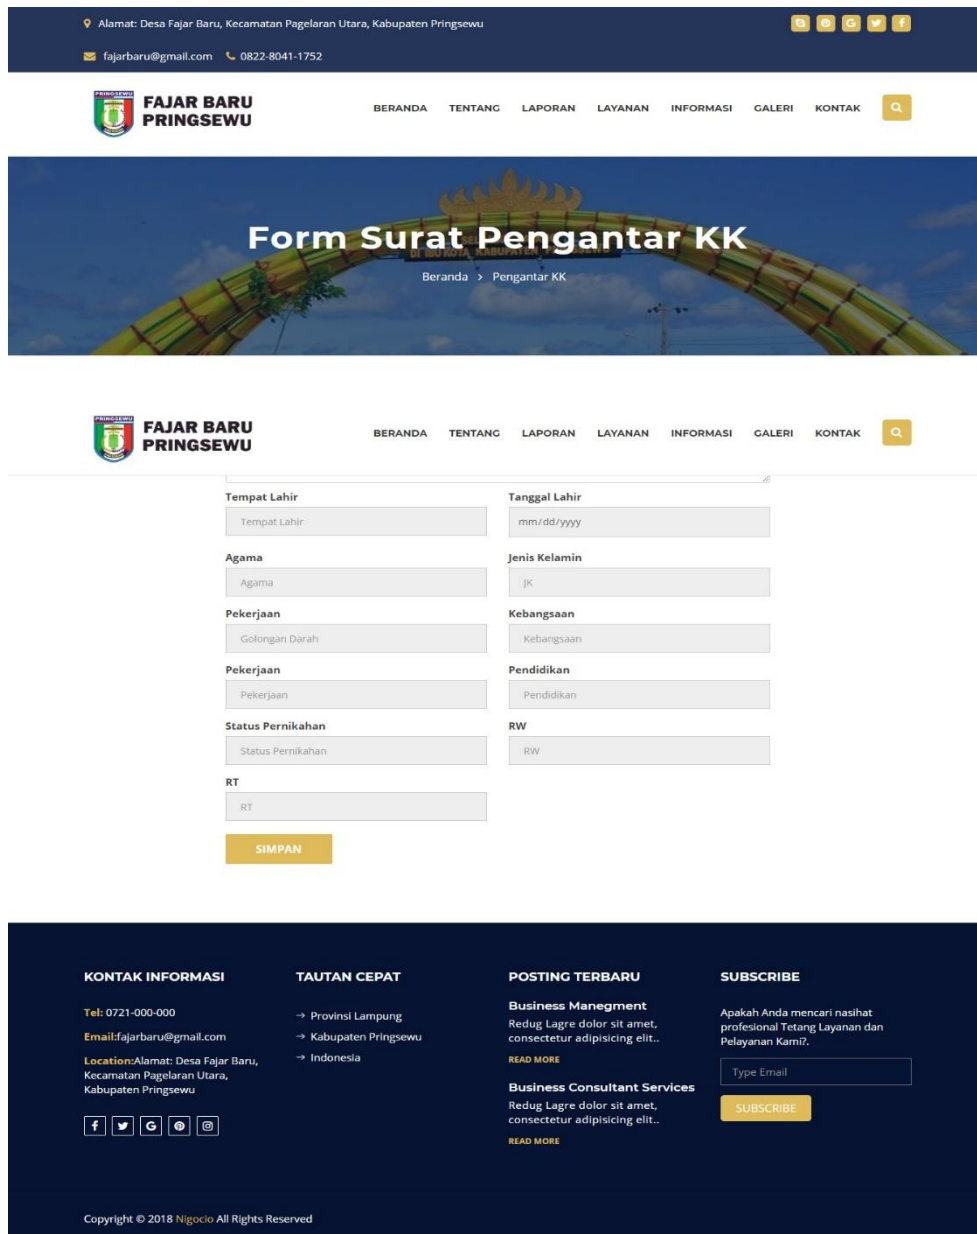 Alamat: Desa Fajar Baru, Kecamatan Pagelaran Utara, Kabupaten Pringsewu
fajarbaru@gmail.com 0822-8041-1752
PRINGSEWU
FAJAR BARU
PRINGSEWU
BERANDA TENTANG LAPORAN LAYANAN INFORMASI GALERI KONTAK
Form Surat Pengantar KK
Beranda > Pengantar KK
PRINGSEWU
FAJAR BARU
PRINGSEWU
BERANDA TENTANG LAPORAN LAYANAN INFORMASI GALERI KONTAK
Tempat Lahir Tanggal Lahir
Tempat Lahir mm/dd/yyyy
Agama Jenis Kelamin
Agama JK
Pekerjaan Kebangsaan
Golongan Darah Kebangsaan
Pekerjaan Pendidikan
Pekerjaan Pendidikan
Status Pernikahan RW
Status Pernikahan RW
RT
RT
SIMPAN
KONTAK INFORMASI
Tel: 0721-000-000
Email:fajarbaru@gmail.com
Location:Alamat: Desa Fajar Baru,
Kecamatan Pagelaran Utara,
Kabupaten Pringsewu
TAUTAN CEPAT
→ Provinsi Lampung
→ Kabupaten Pringsewu
→ Indonesia
POSTING TERBARU
Business Manegment
Redug Lagre dolor sit amet,
consectetur adipisicing elit..
READ MORE
Business Consultant Services
Redug Lagre dolor sit amet,
consectetur adipisicing elit..
READ MORE
SUBSCRIBE
Apakah Anda mencari nasihat
profesional Tetang Layanan dan
Pelayanan Kami?.
Type Email
SUBSCRIBE
Copyright © 2018 Nigocio All Rights Reserved